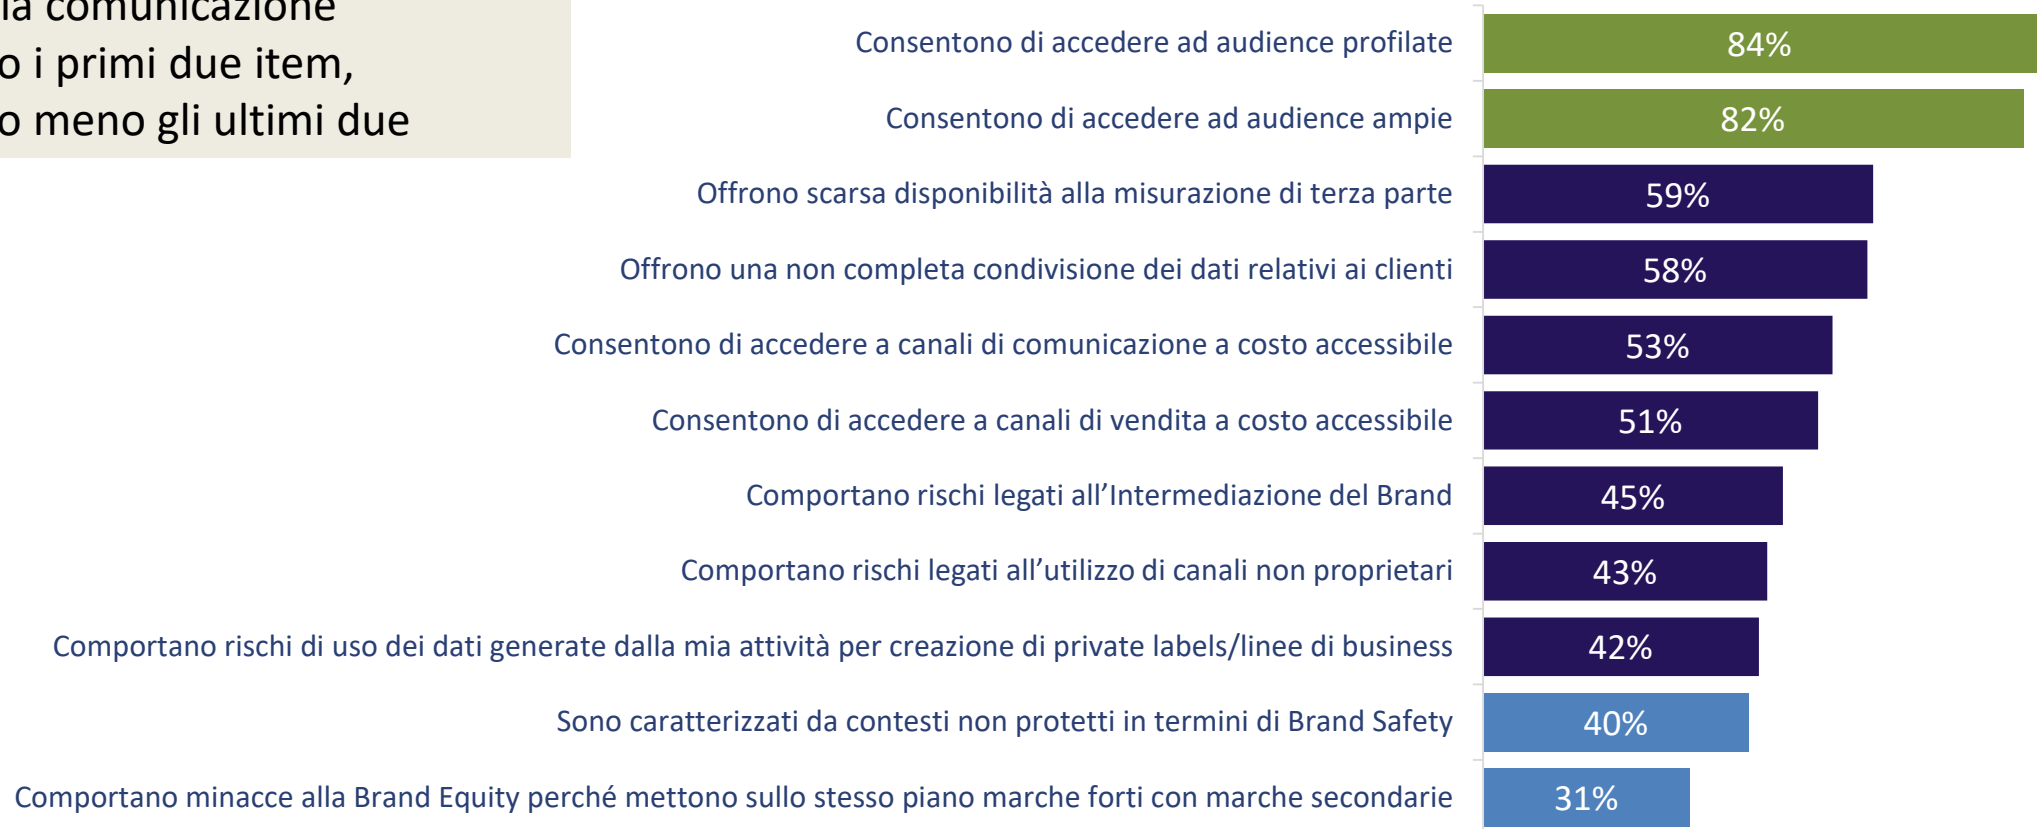 la comunicazione
o i primi due item,
o meno gli ultimi due
Consentono di accedere ad audience profilate 84%
Consentono di accedere ad audience ampie 82%
Offrono scarsa disponibilità alla misurazione di terza parte 59%
Offrono una non completa condivisione dei dati relativi ai clienti 58%
Consentono di accedere a canali di comunicazione a costo accessibile 53%
Consentono di accedere a canali di vendita a costo accessibile 51%
Comportano rischi legati all’Intermediazione del Brand 45%
Comportano rischi legati all’utilizzo di canali non proprietari 43%
Comportano rischi di uso dei dati generate dalla mia attività per creazione di private labels/linee di business 42%
Sono caratterizzati da contesti non protetti in termini di Brand Safety 40%
Comportano minacce alla Brand Equity perché mettono sullo stesso piano marche forti con marche secondarie 31%